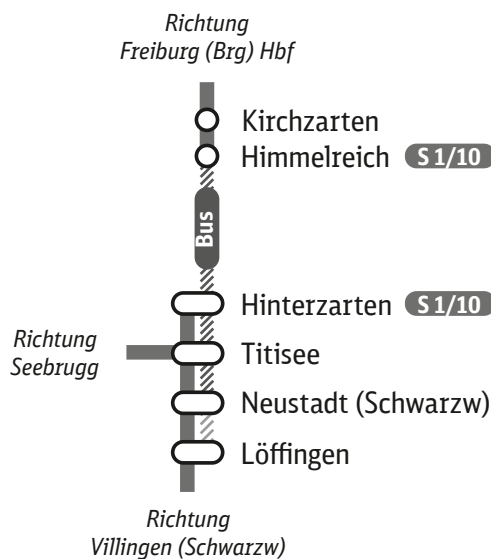 Richtung
Freiburg (Brg) Hbf
Kirchzarten
Himmelreich S 1/10
Bus
Hinterzarten S 1/10
Richtung
Seebrugg
Titisee
Neustadt (Schwarzw)
Löffingen
Richtung
Villingen (Schwarzw)